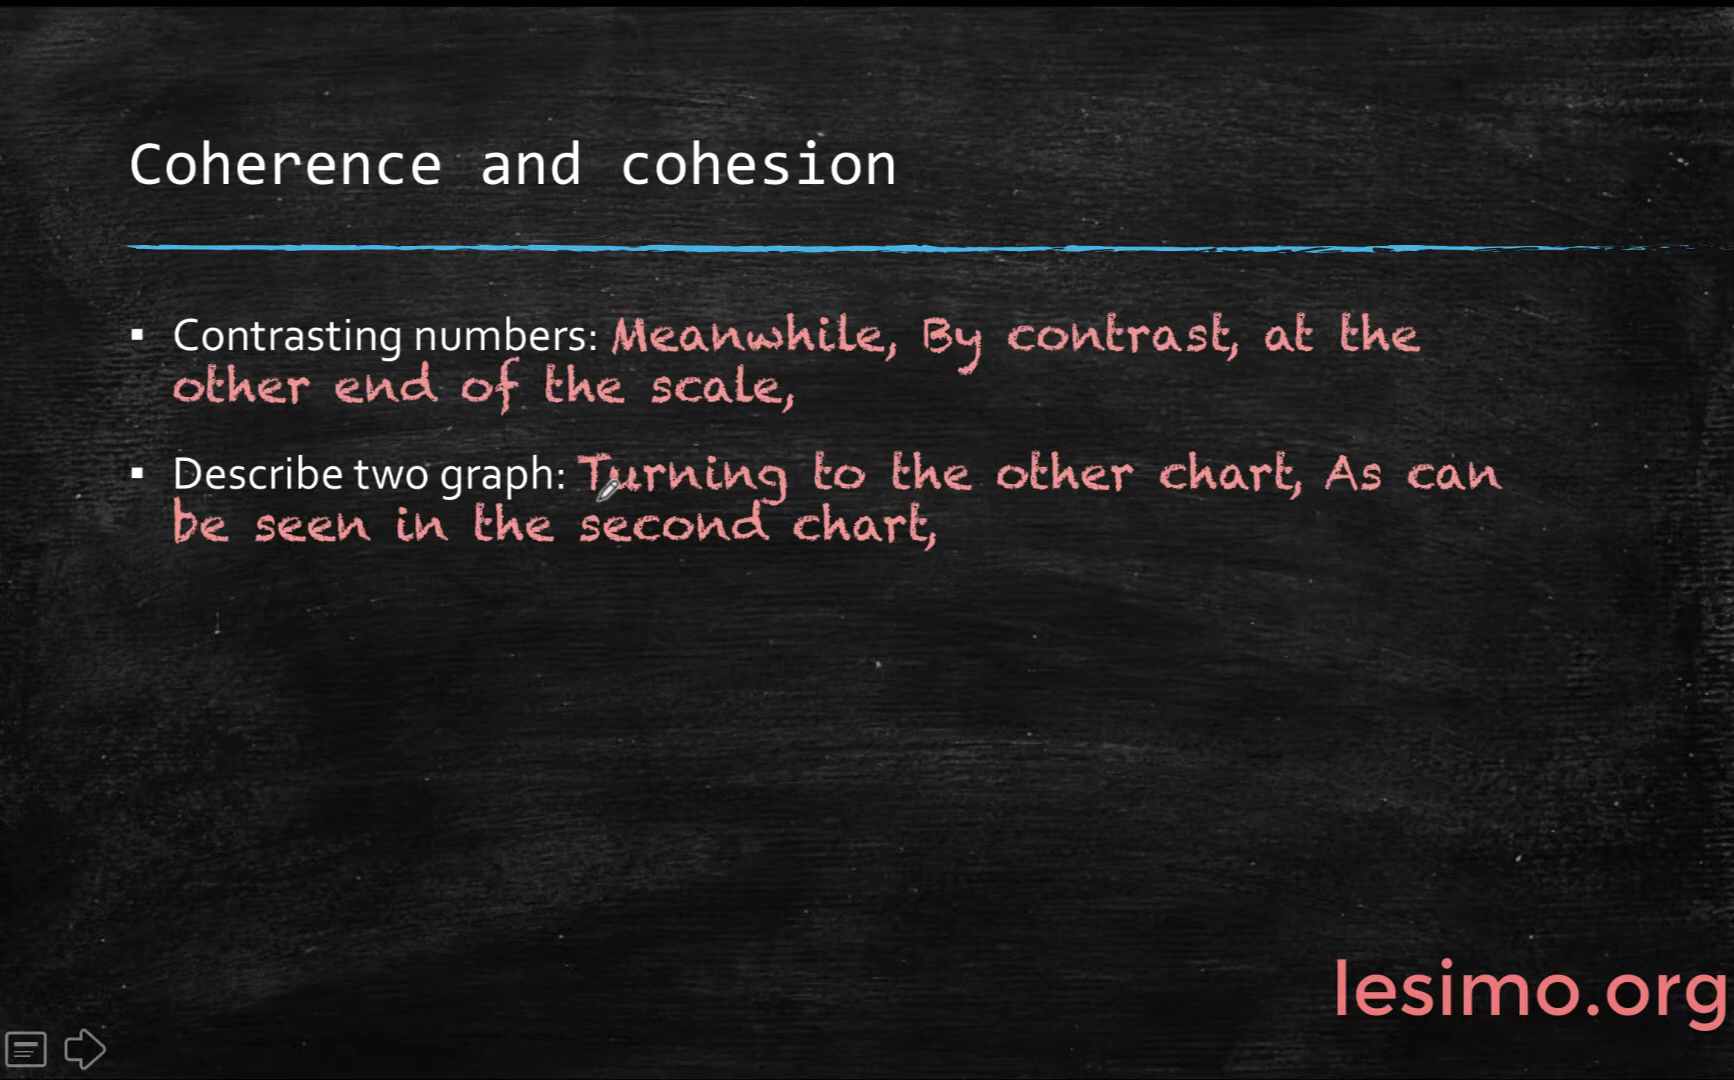 Coherence and cohesion
▪ Contrasting numbers: Meanwhile, By contrast, at the
other end of the scale,
▪ Describe two graph: Turning to the other chart, As can
be seen in the second chart,
lesimo.org